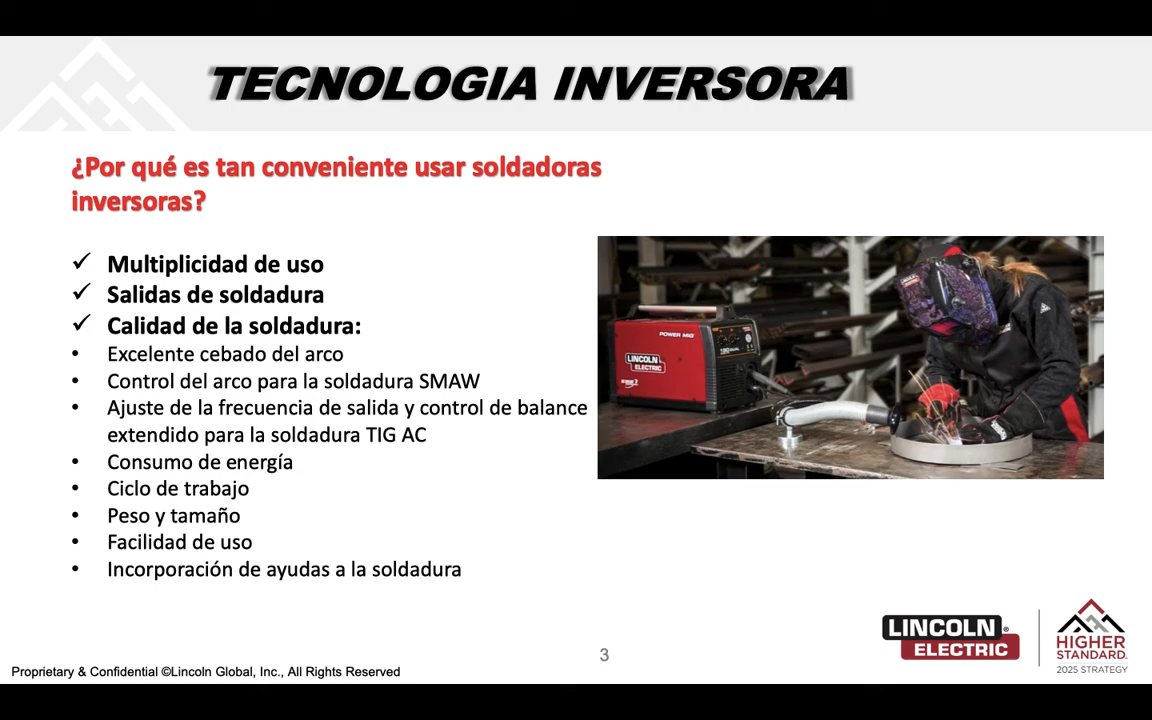 TECNOLOGIA INVERSORA
¿Por qué es tan conveniente usar soldadoras
inversoras?
✓ Multiplicidad de uso
✓ Salidas de soldadura
✓ Calidad de la soldadura:
• Excelente cebado del arco
• Control del arco para la soldadura SMAW
• Ajuste de la frecuencia de salida y control de balance
extendido para la soldadura TIG AC
• Consumo de energía
• Ciclo de trabajo
• Peso y tamaño
• Facilidad de uso
• Incorporación de ayudas a la soldadura
POWER MIG
LINCOLN
ELECTRIC
LINCOLN®
ELECTRIC
HIGHER
STANDARD.
2025 STRATEGY
3
Proprietary & Confidential ©Lincoln Global, Inc., All Rights Reserved